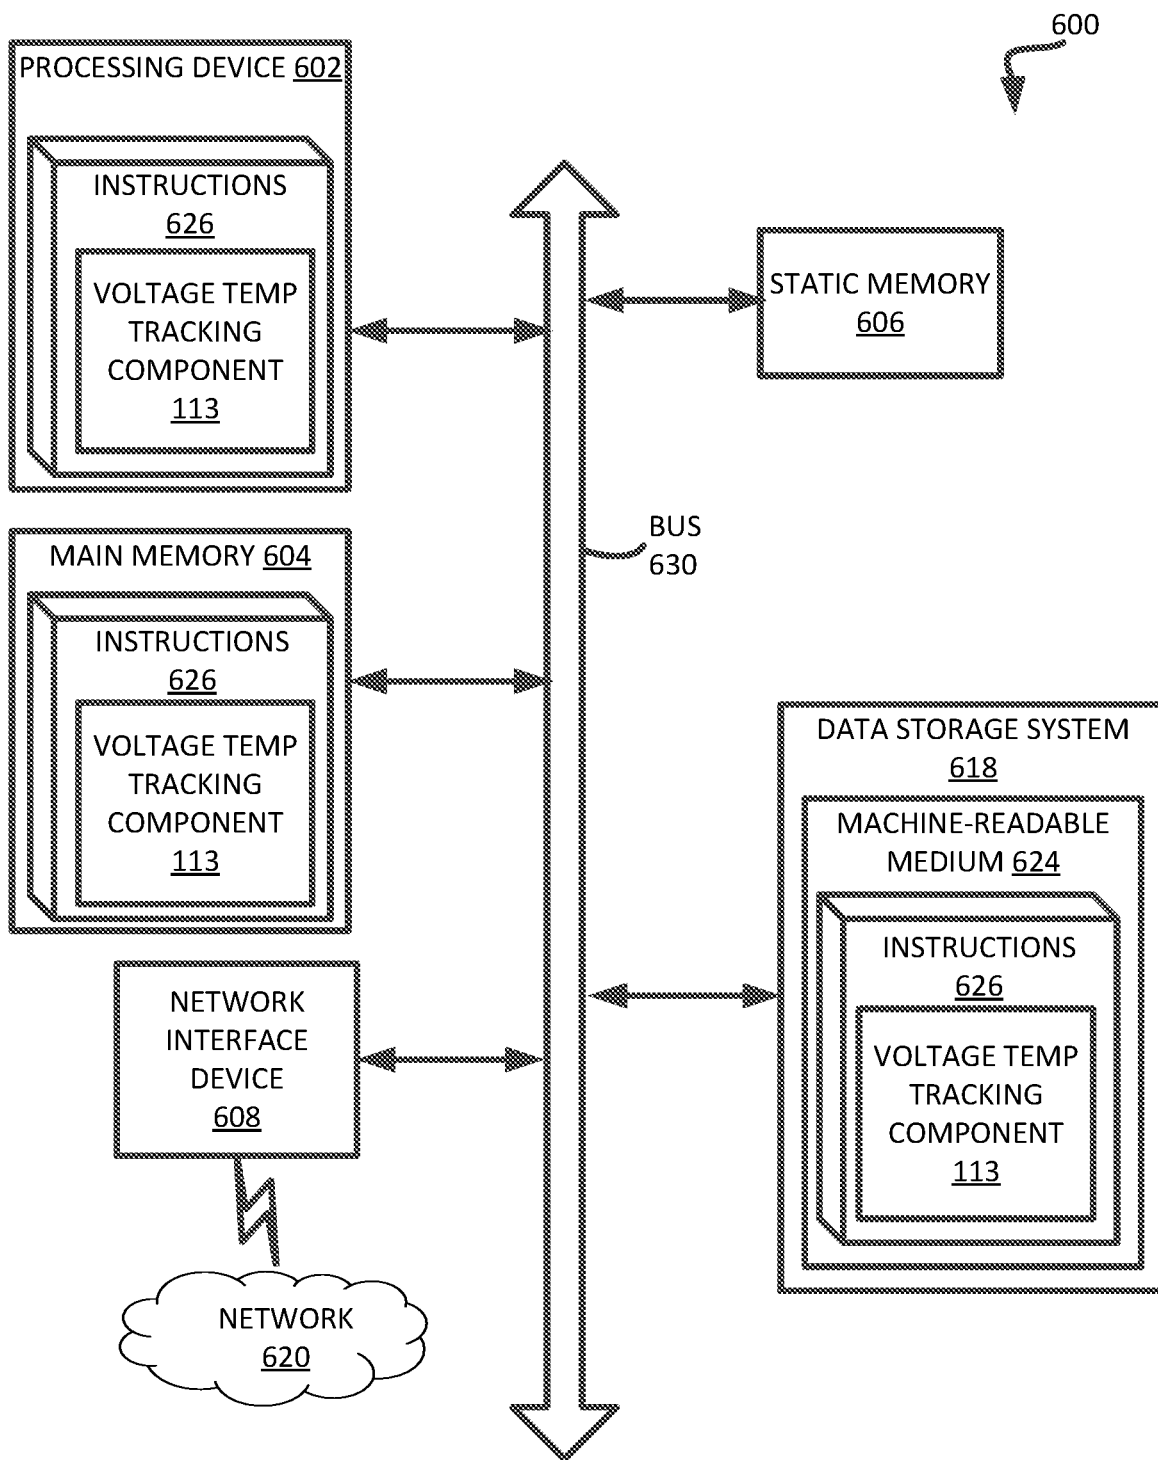 600
PROCESSING DEVICE 602
INSTRUCTIONS
626
VOLTAGE TEMP
TRACKING
COMPONENT
113
STATIC MEMORY
606
BUS
630
MAIN MEMORY 604
INSTRUCTIONS
626
VOLTAGE TEMP
TRACKING
COMPONENT
113
DATA STORAGE SYSTEM
618
MACHINE-READABLE
MEDIUM 624
INSTRUCTIONS
626
VOLTAGE TEMP
TRACKING
COMPONENT
113
NETWORK
INTERFACE
DEVICE
608
NETWORK
620